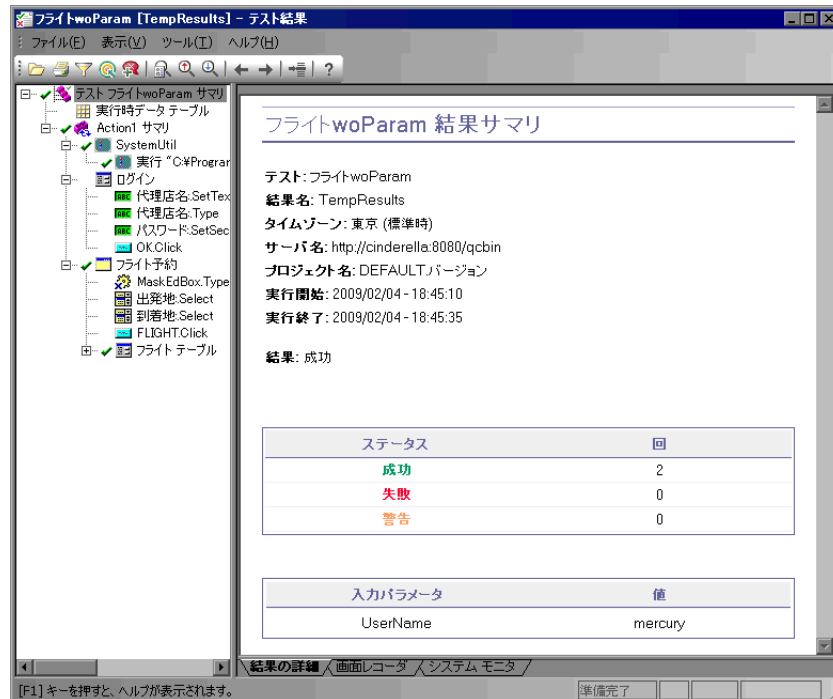 フライトwoParam [TempResults] - テスト結果
ファイル(E) 表示(V) ツール(T) ヘルプ(H)
テスト フライトwoParam サマリ
実行時データ テーブル
Action1 サマリ
SystemUtil
実行 "C:¥Prograr
ログイン
代理店名:SetTex
代理店名:Type
パスワード:SetSec
OK.Click
フライト予約
MaskEdBox.Type
出発地:Select
到着地:Select
FLIGHT.Click
フライト テーブル
フライトwoParam 結果サマリ
テスト: フライトwoParam
結果名: TempResults
タイムゾーン: 東京 (標準時)
サーバ名: http://cinderella:8080/qcbin
プロジェクト名: DEFAULTバージョン
実行開始: 2009/02/04 - 18:45:10
実行終了: 2009/02/04 - 18:45:35
結果: 成功
ステータス 回
成功 2
失敗 0
警告 0
入力パラメータ 値
UserName mercury
結果の詳細 画面レコーダ システム モニタ
[F1] キーを押すと、ヘルプが表示されます。 準備完了